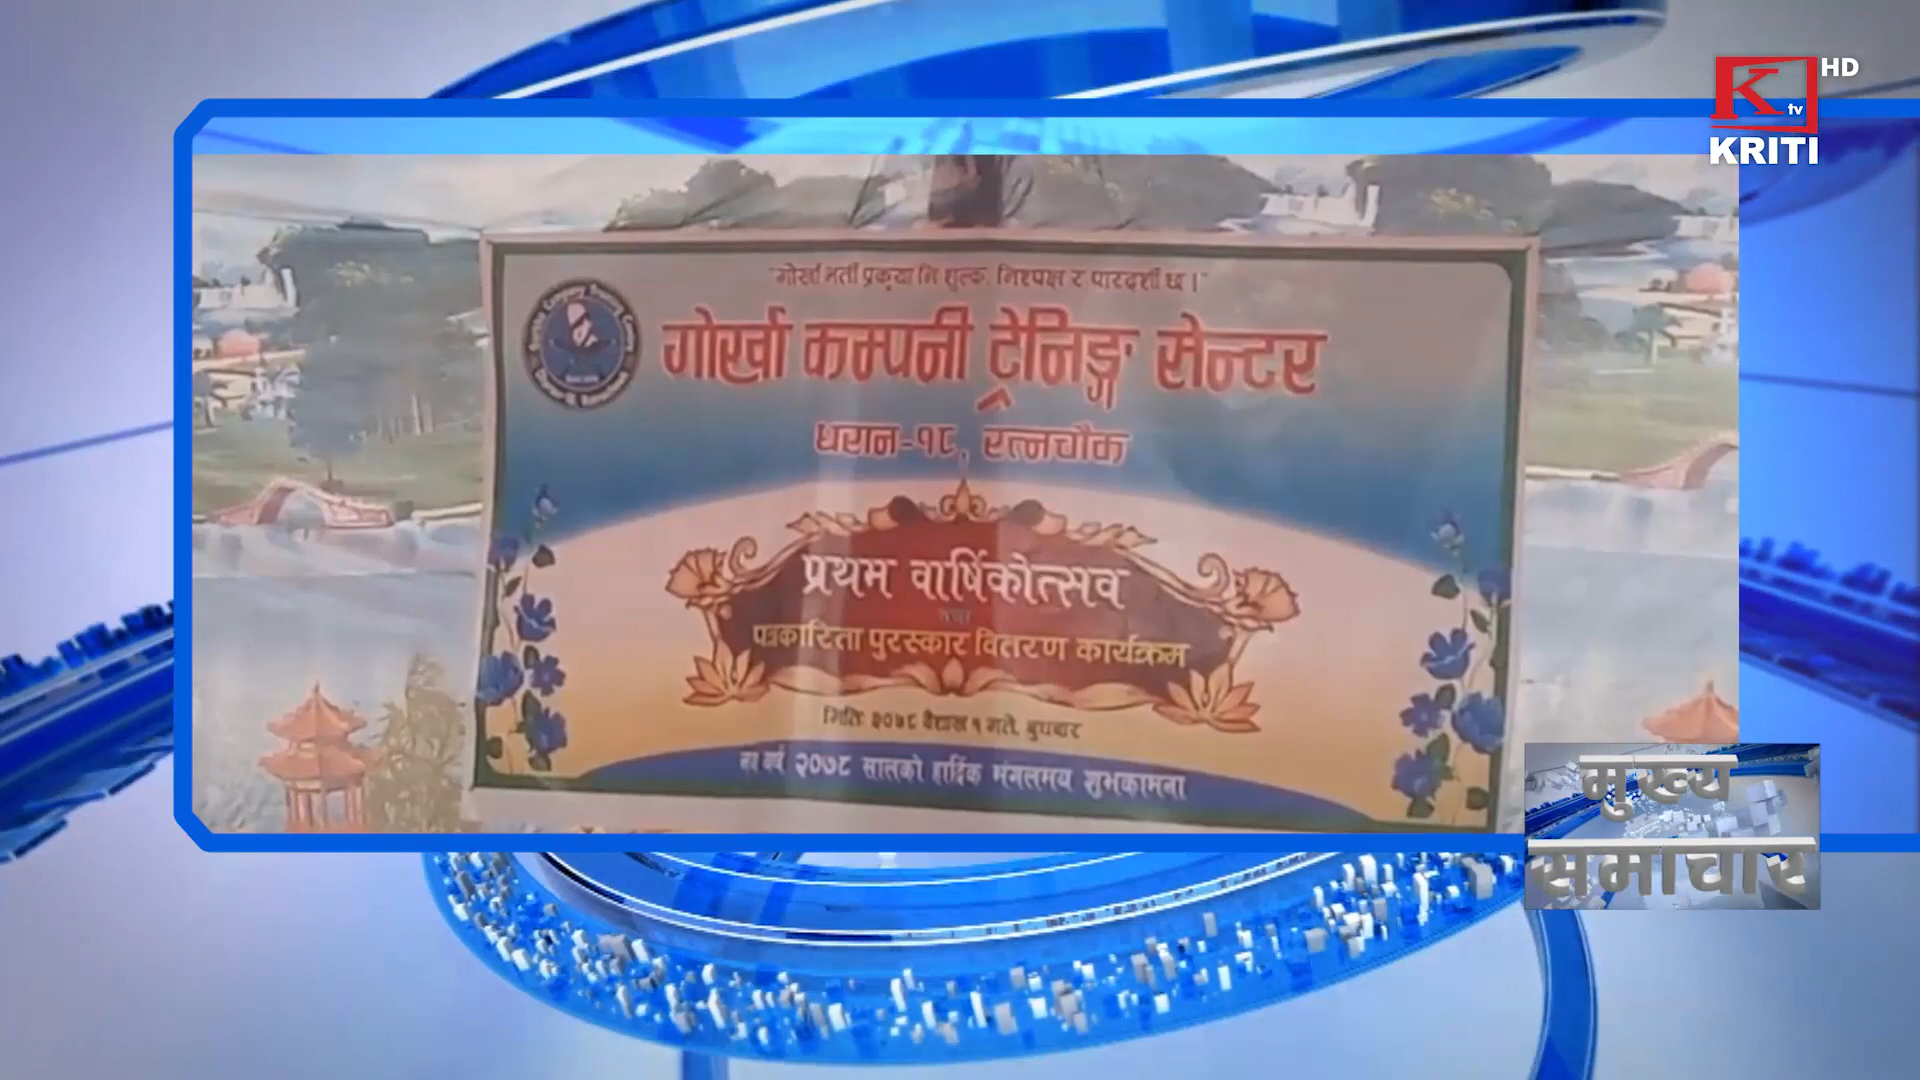 K tv HD
KRITI
"गोर्खा भर्ती प्रकृया नि शुल्क, निश्पक्ष र पारदर्शी छ ।"
गोर्खा कम्पनी ट्रेनिङ्ग सेन्टर
धरान-१८, रत्नचौक
प्रथम वार्षिकोत्सव
तथा
पत्रकारिता पुरस्कार वितरण कार्यक्रम
मिति: २०७८ वैशाख १ गते, बुधबार
नव वर्ष २०७८ सालको हार्दिक मंगलमय शुभकामना
मुख्य
समाचार